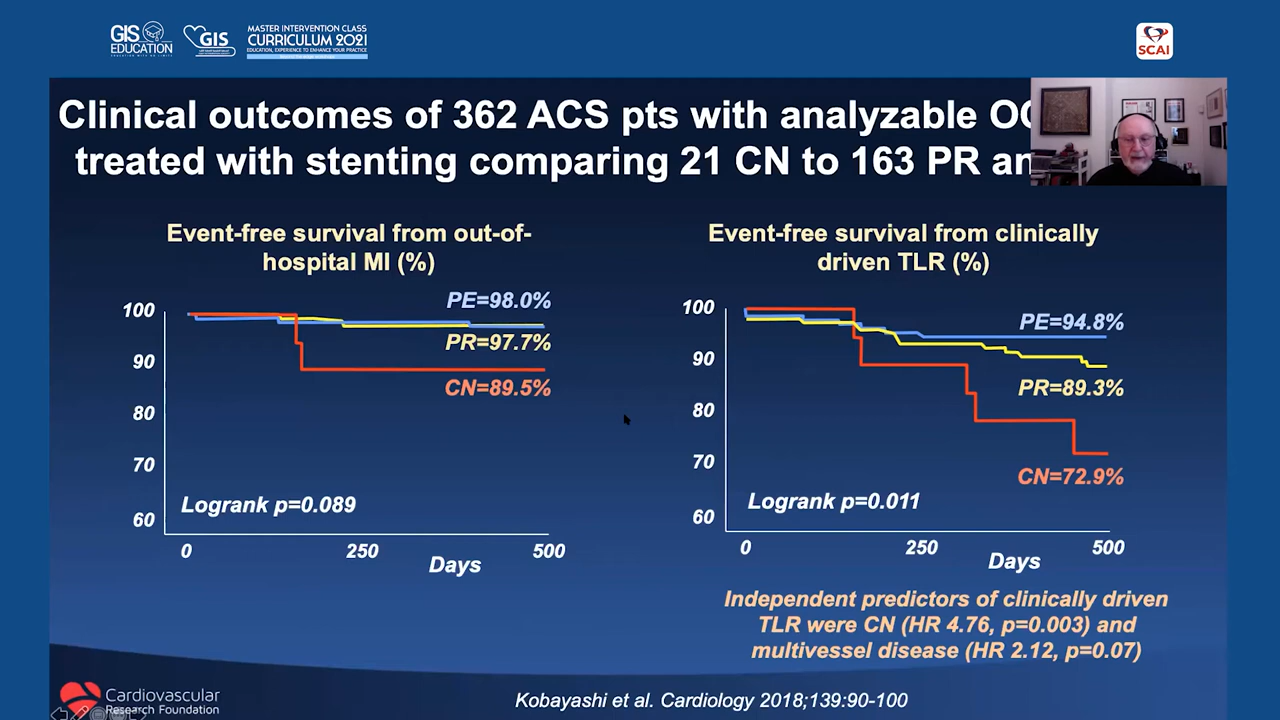 GIS
EDUCATION
GIS
MASTER INTERVENTION CLASS
CURRICULUM 2021
EDUCATION, EXPERIENCE TO ENHANCE YOUR PRACTICE
SCAI
Clinical outcomes of 362 ACS pts with analyzable
treated with stenting comparing 21 CN to 163 PR
Event-free survival from out-of-
hospital MI (%)
100
90
80
70
60
PE=98.0%
PR=97.7%
CN=89.5%
Logrank p=0.089
0
250
500
Days
Event-free survival from clinically
driven TLR (%)
100
90
80
70
60
PE=94.8%
PR=89.3%
CN=72.9%
Logrank p=0.011
0
250
500
Days
Independent predictors of clinically driven
TLR were CN (HR 4.76, p=0.003) and
multivessel disease (HR 2.12, p=0.07)
Cardiovascular
Research Foundation
Kobayashi et al. Cardiology 2018;139:90-100